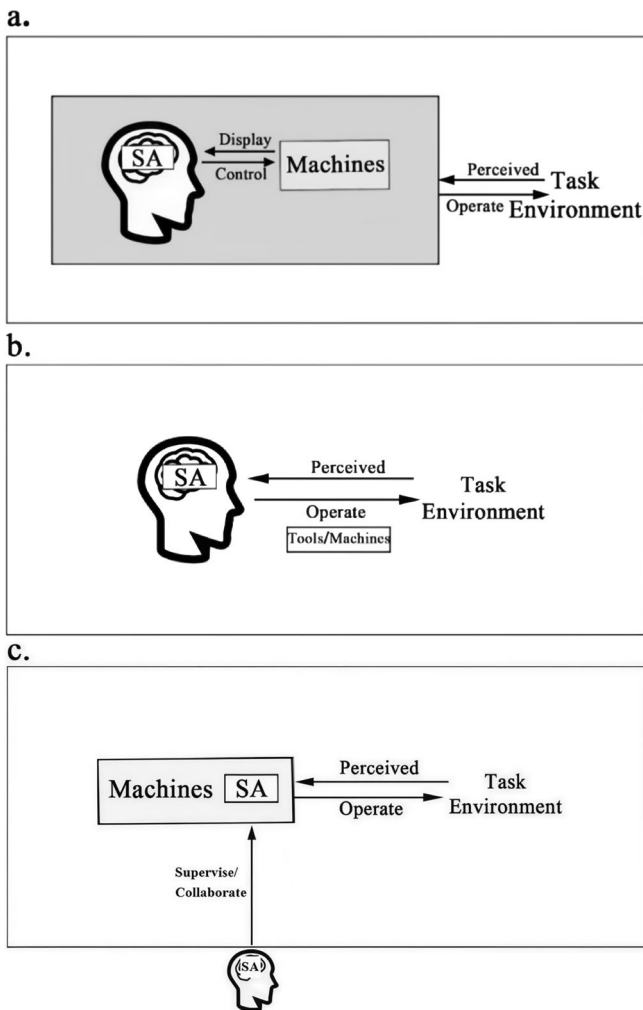 a.
SA
Display
Control
Machines
Perceived
Operate
Task
Environment
b.
SA
Perceived
Operate
Tools/Machines
Task
Environment
c.
Machines
SA
Perceived
Operate
Task
Environment
Supervise/
Collaborate
SA